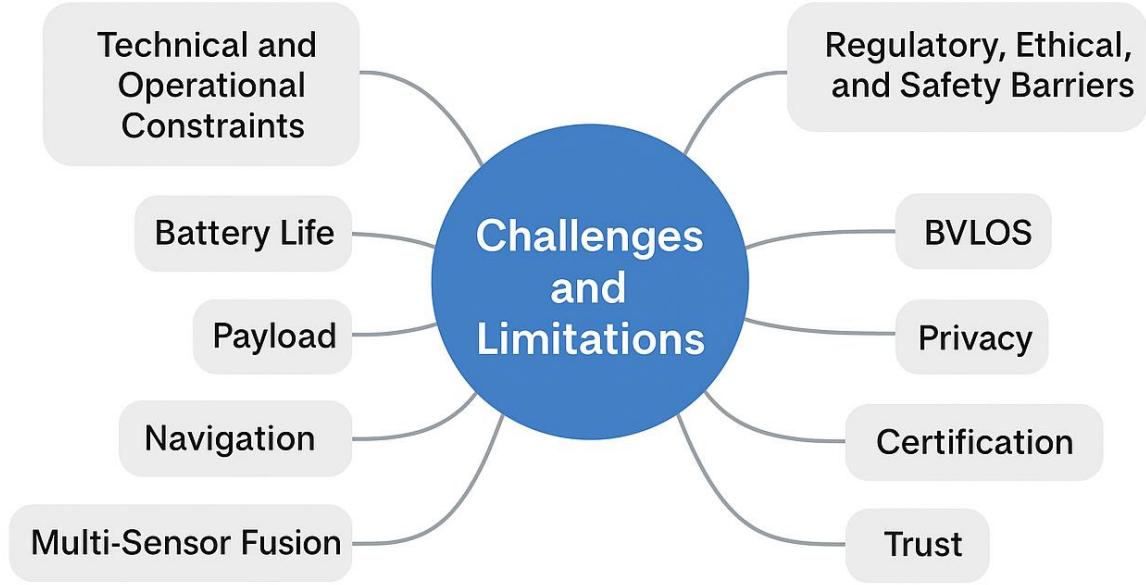 Technical and
Operational
Constraints
Battery Life
Payload
Navigation
Multi-Sensor Fusion
Challenges
and
Limitations
Regulatory, Ethical,
and Safety Barriers
BVLOS
Privacy
Certification
Trust